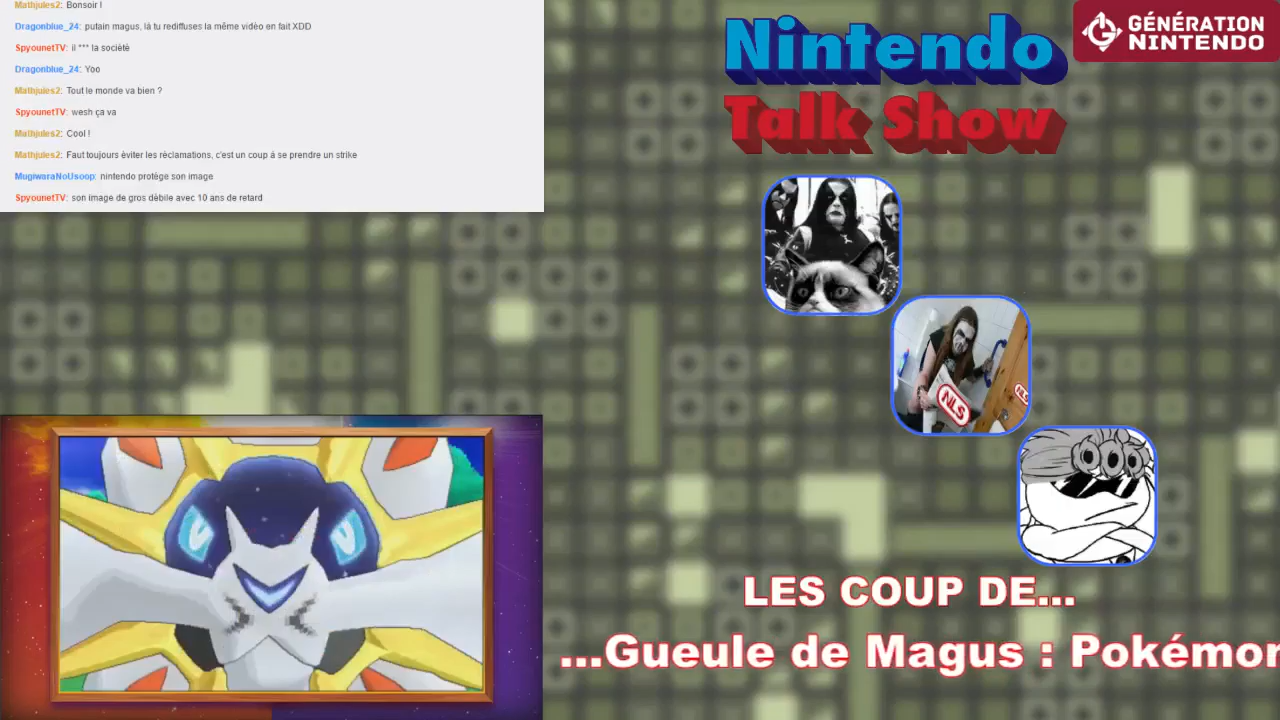 Mathjules2: Bonsoir !
Dragonblue_24: putain magus, là tu rediffuses la même vidéo en fait XDD
SpyounetTV: il *** la société
Dragonblue_24: Yoo
Mathjules2: Tout le monde va bien ?
SpyounetTV: wesh ça va
Mathjules2: Cool !
Mathjules2: Faut toujours éviter les réclamations, c'est un coup à se prendre un strike
MugiwaraNoUsoop: nintendo protège son image
SpyounetTV: son image de gros débile avec 10 ans de retard
Nintendo
Talk Show
GÉNÉRATION
NINTENDO
NLS
NLS
LES COUP DE...
...Gueule de Magus : Pokémon